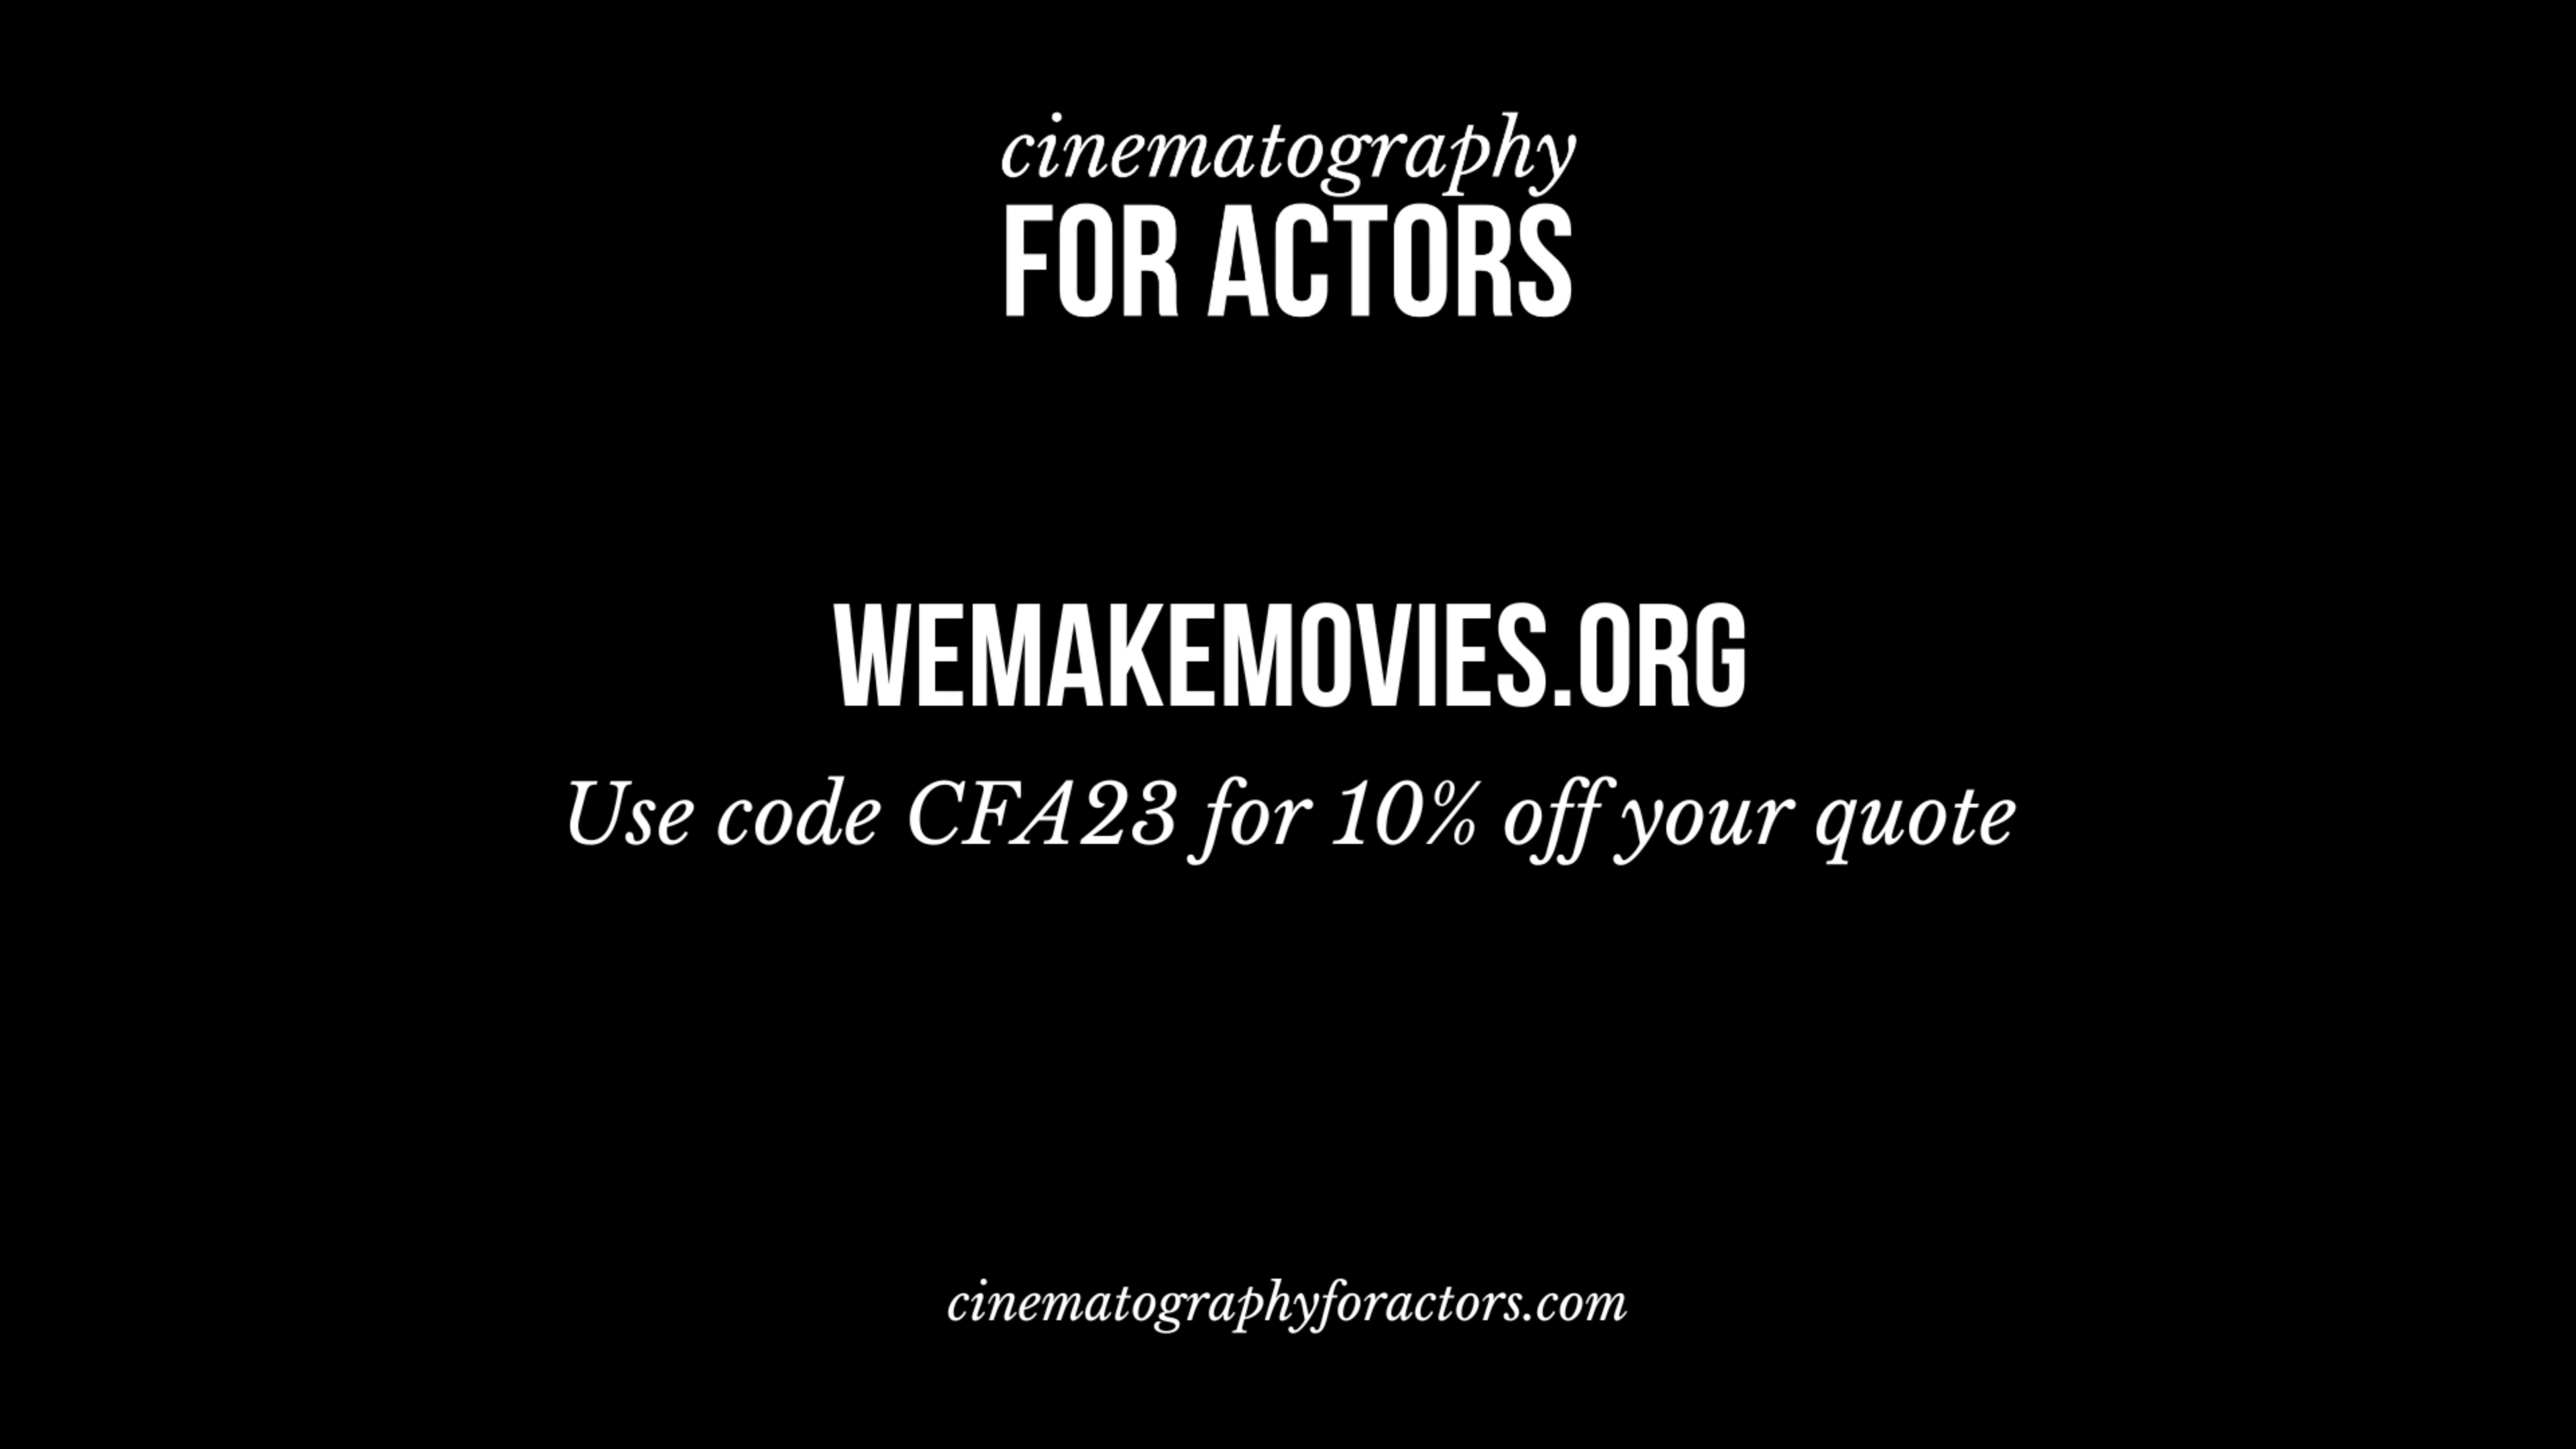 cinematography
FOR ACTORS
WEMAKEMOVIES.ORG
Use code CFA23 for 10% off your quote
cinematographyforactors.com